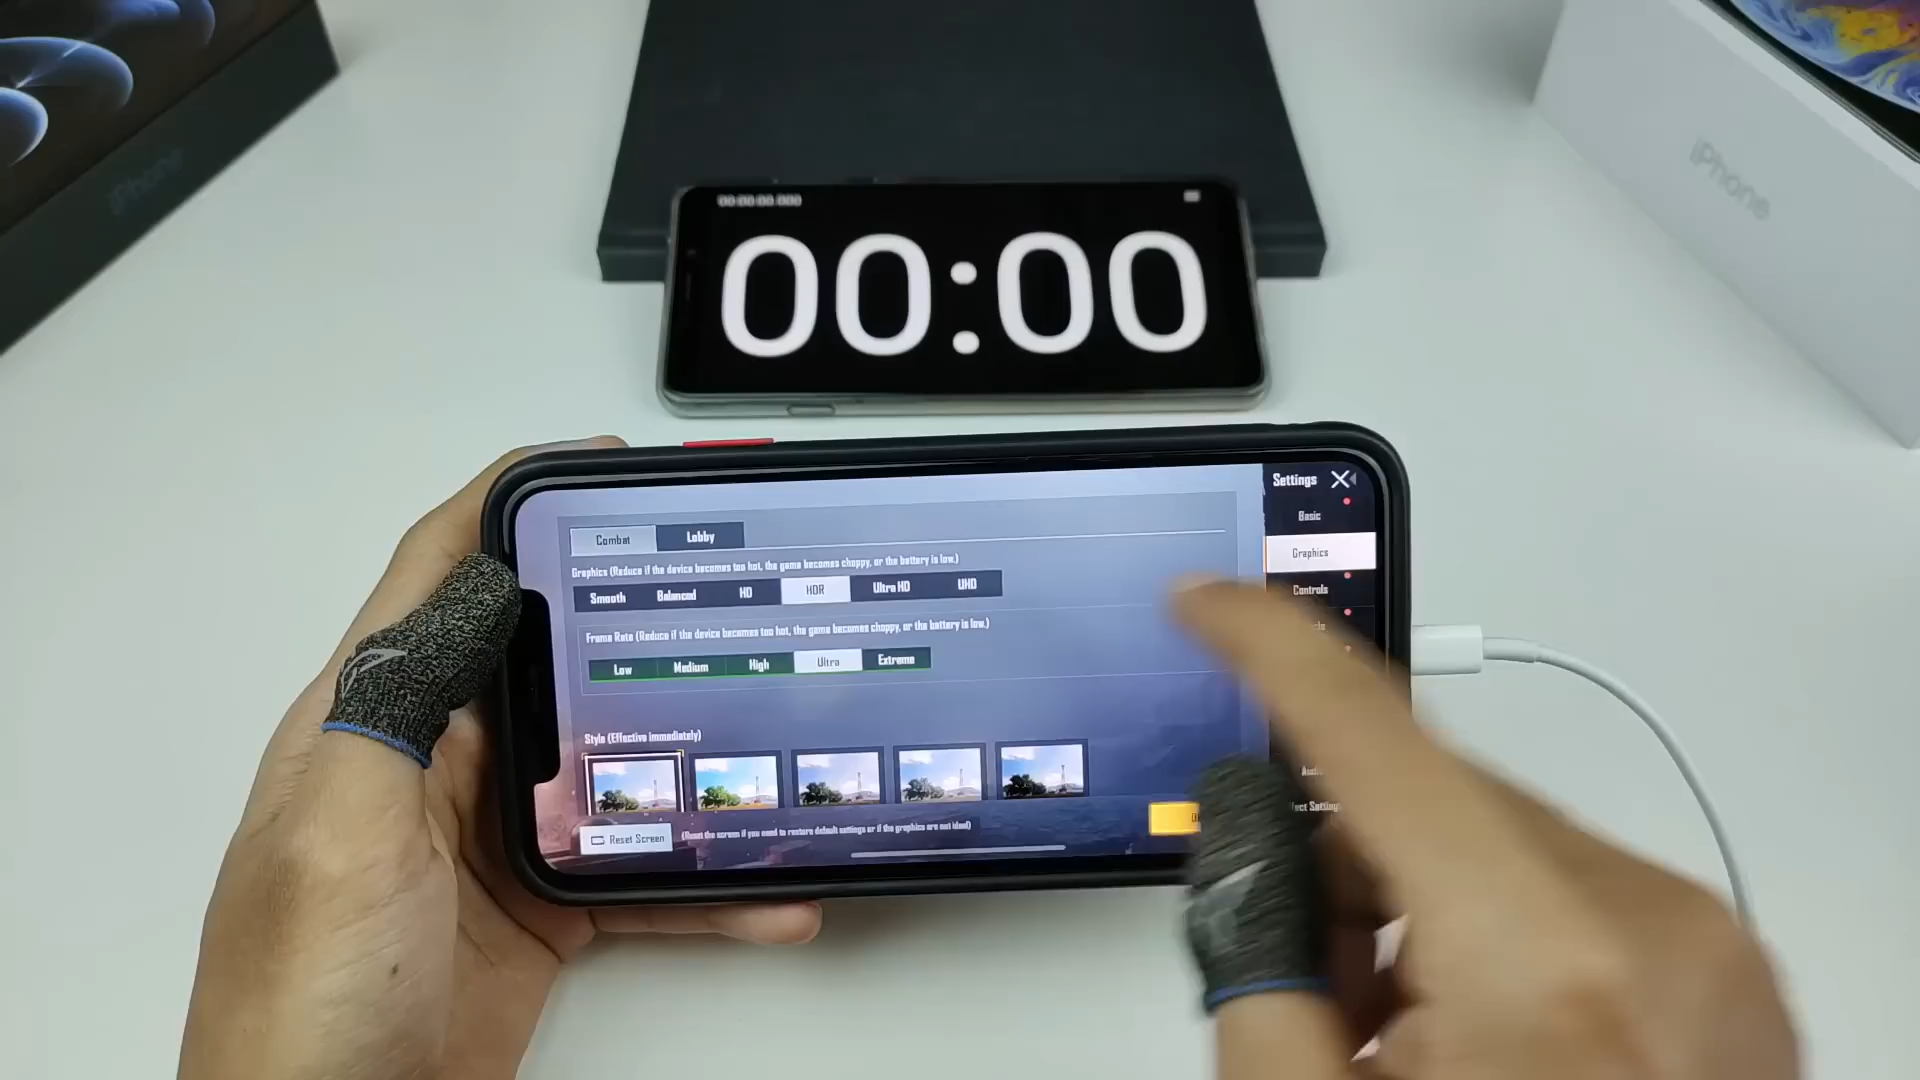 iPhone
iPhone
00:00:00.000
00:00
Settings
Basic
Graphics
Controls
Combat
Lobby
Graphics (Reduce if the device becomes too hot, the game becomes choppy, or the battery is low.)
Smooth
Balanced
HD
HDR
Ultra HD
UHD
Frame Rate (Reduce if the device becomes too hot, the game becomes choppy, or the battery is low.)
Low
Medium
High
Ultra
Extreme
Style (Effective immediately)
Reset Screen
(Reset the screen if you need to restore default settings or if the graphics are not ideal)